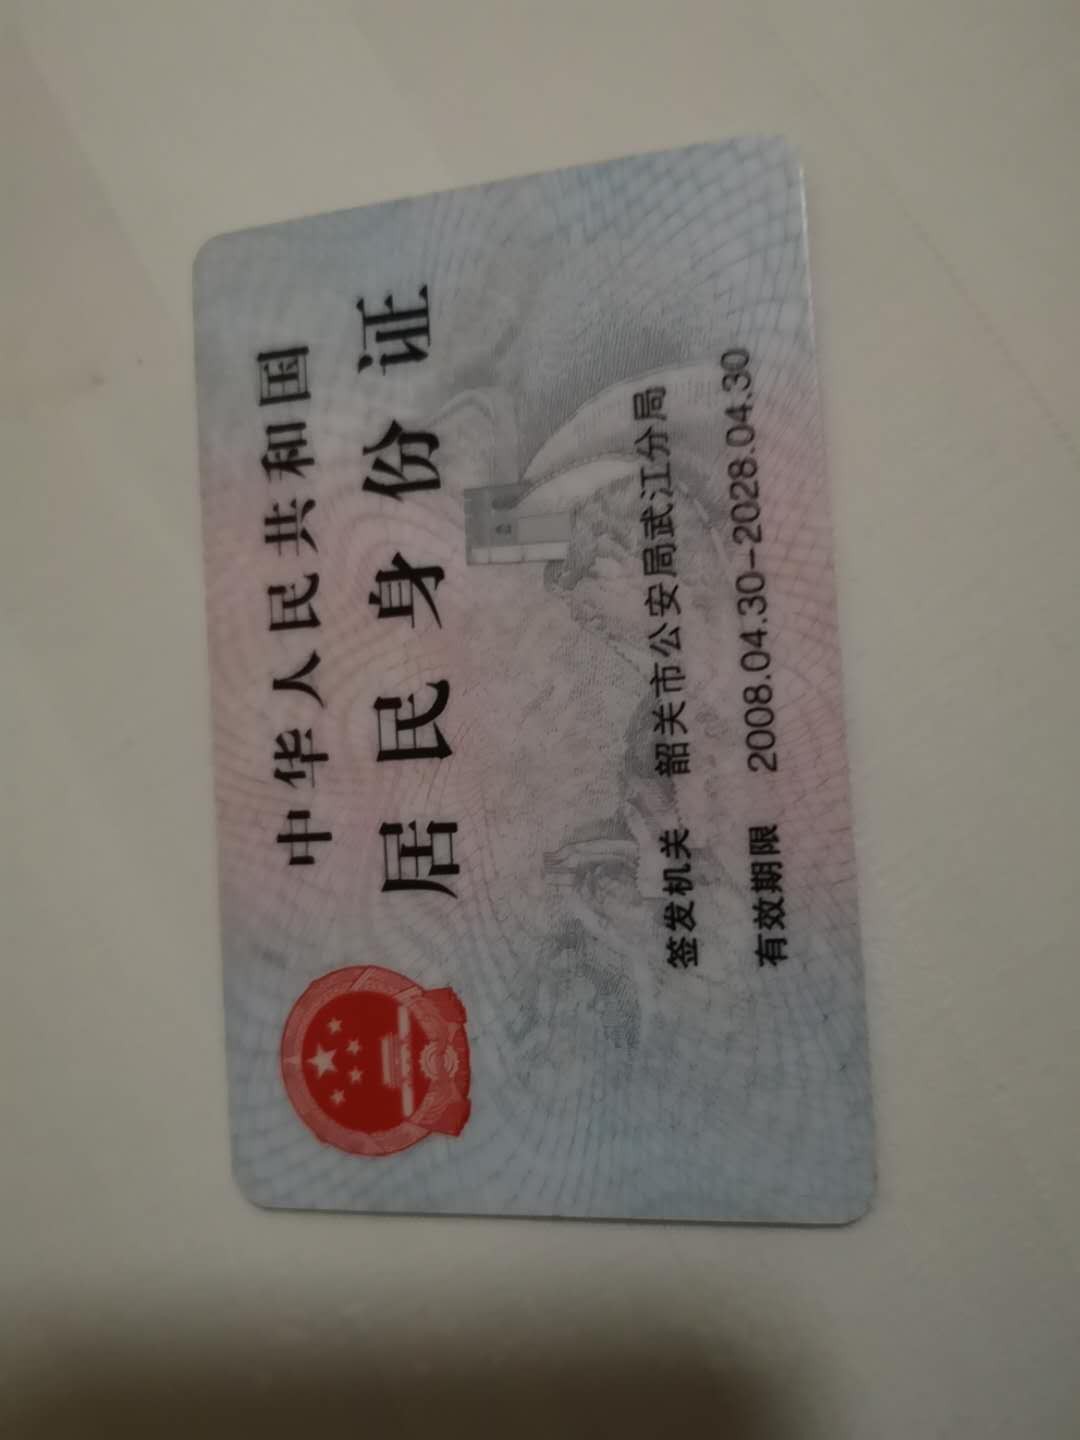 中华人民共和国
居民身份证
签发机关 韶关市公安局武江分局
有效期限 2008.04.30-2028.04.30